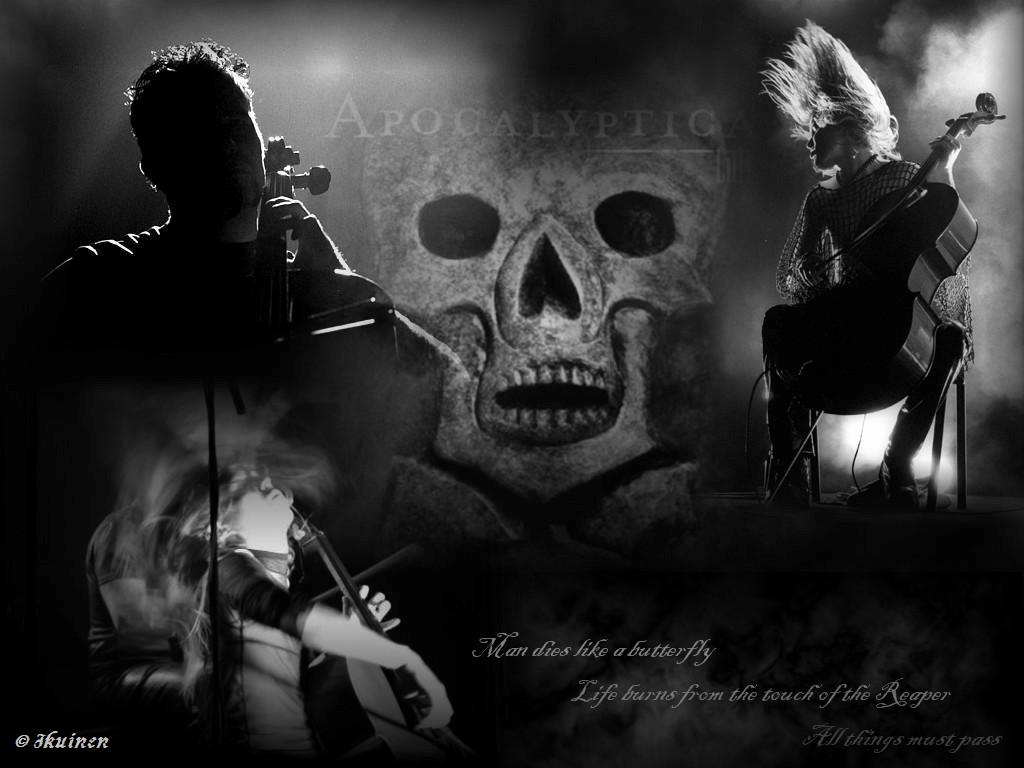 APOCALYPTICA
Man dies like a butterfly
Life burns from the touch of the Reaper
All things must pass
© Ikuinen